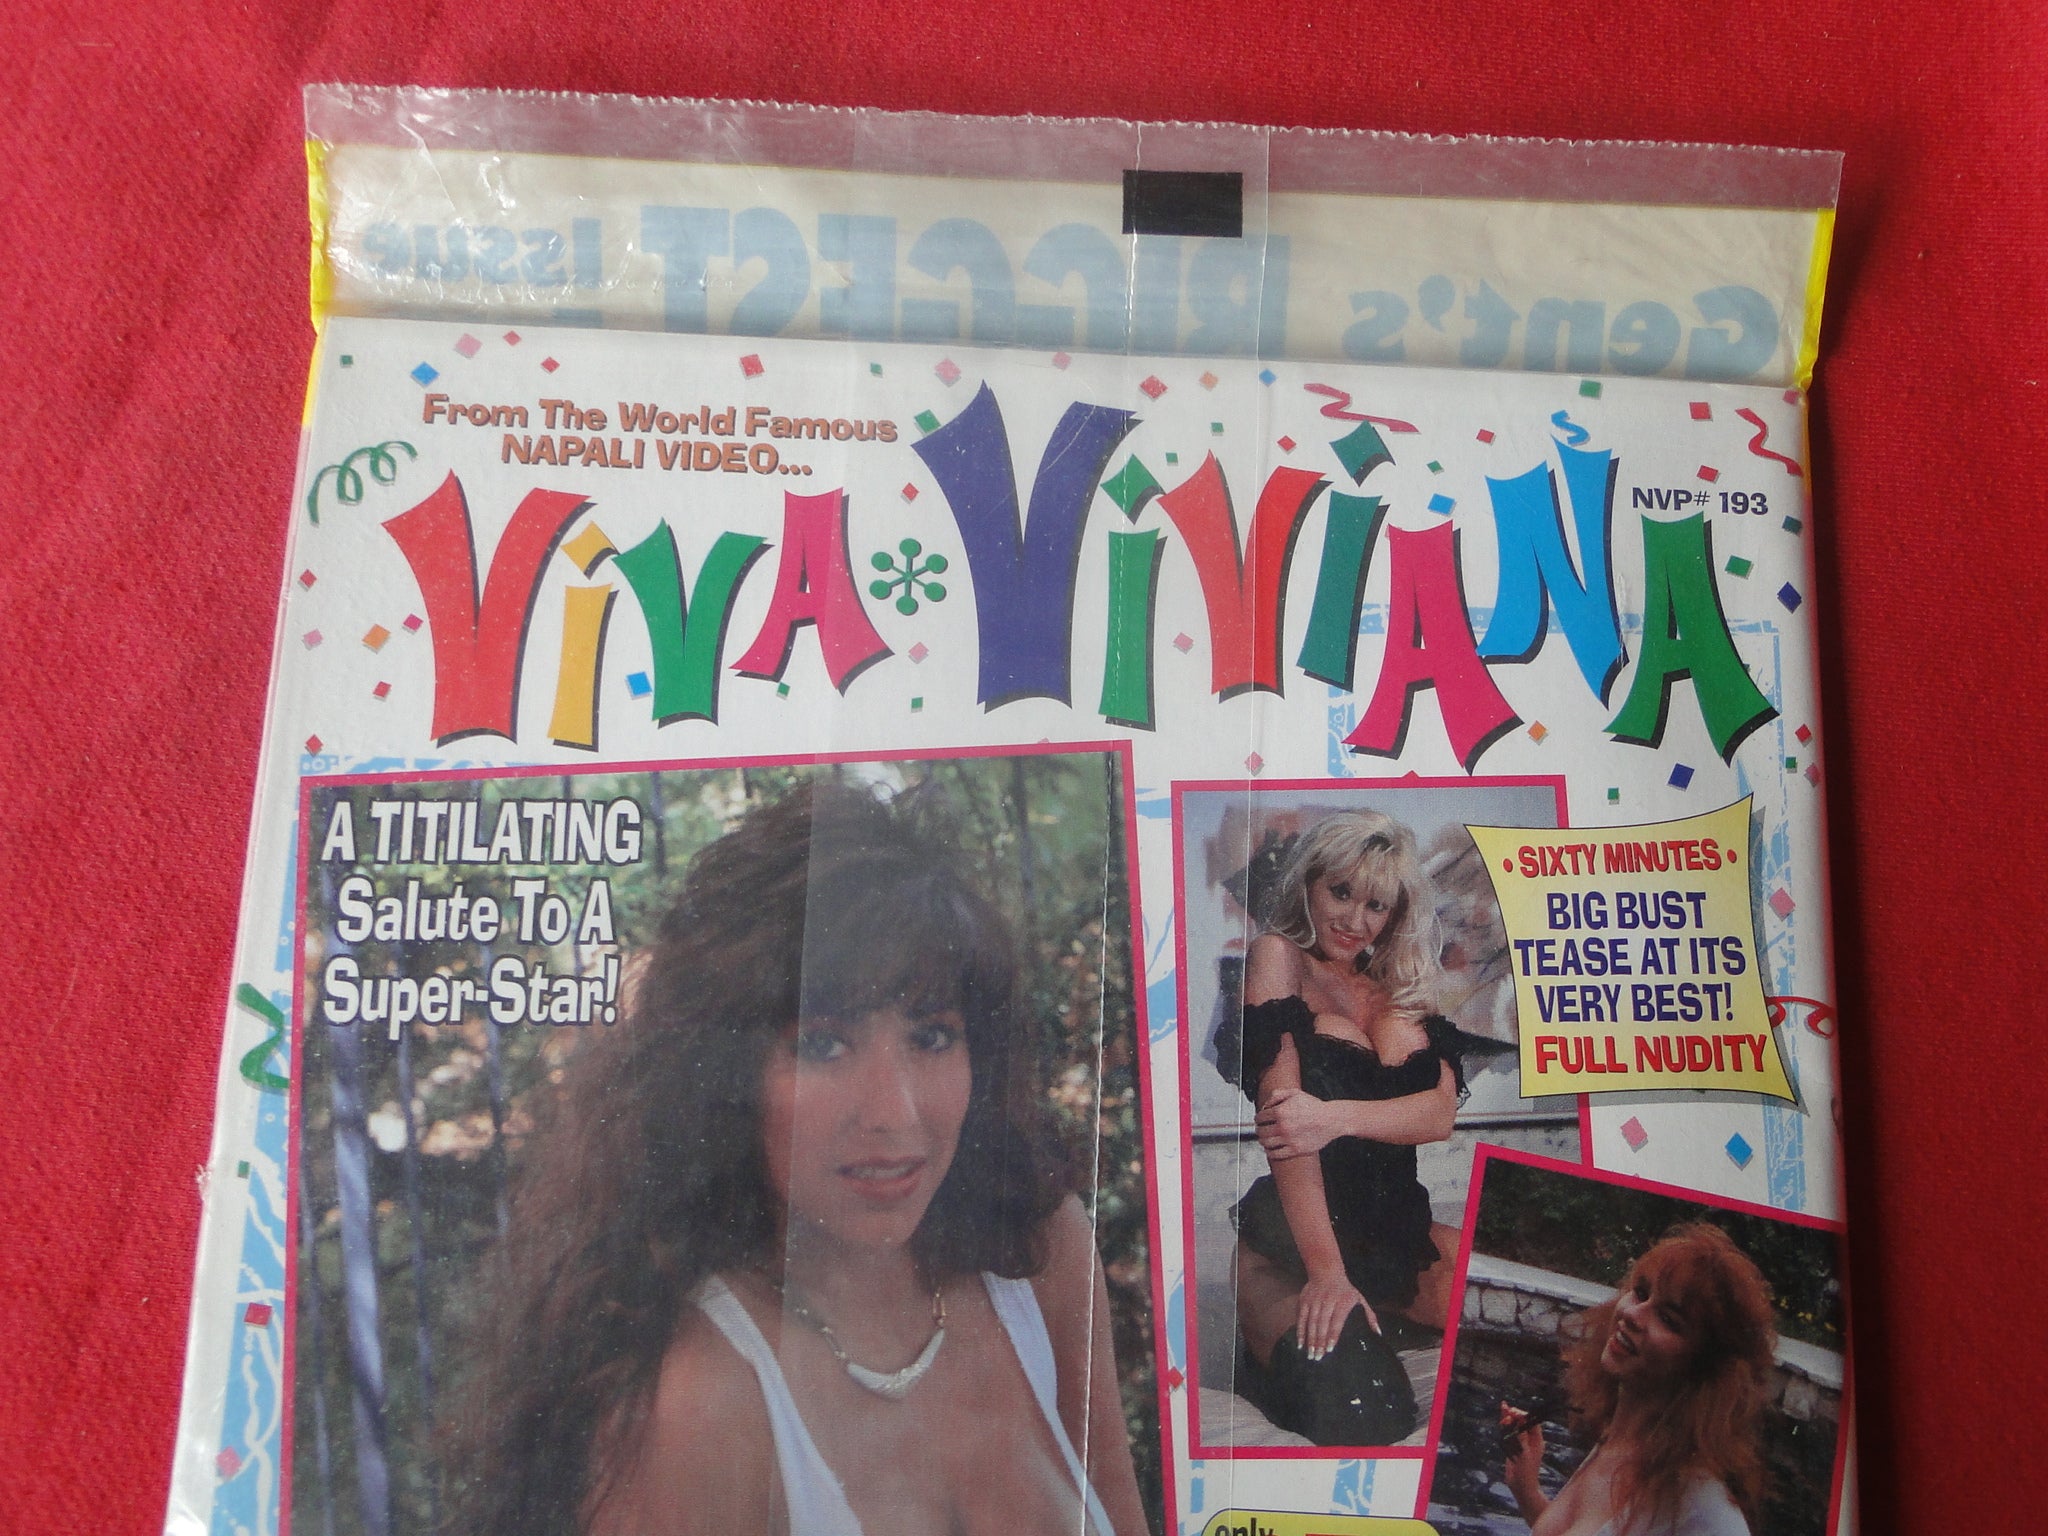 Gent's BIGGEST Issue
From The World Famous
NAPALI VIDEO...
ViVA * ViViANA
NVP# 193
A TITILATING
Salute To A
Super-Star!
• SIXTY MINUTES •
BIG BUST
TEASE AT ITS
VERY BEST!
FULL NUDITY
only